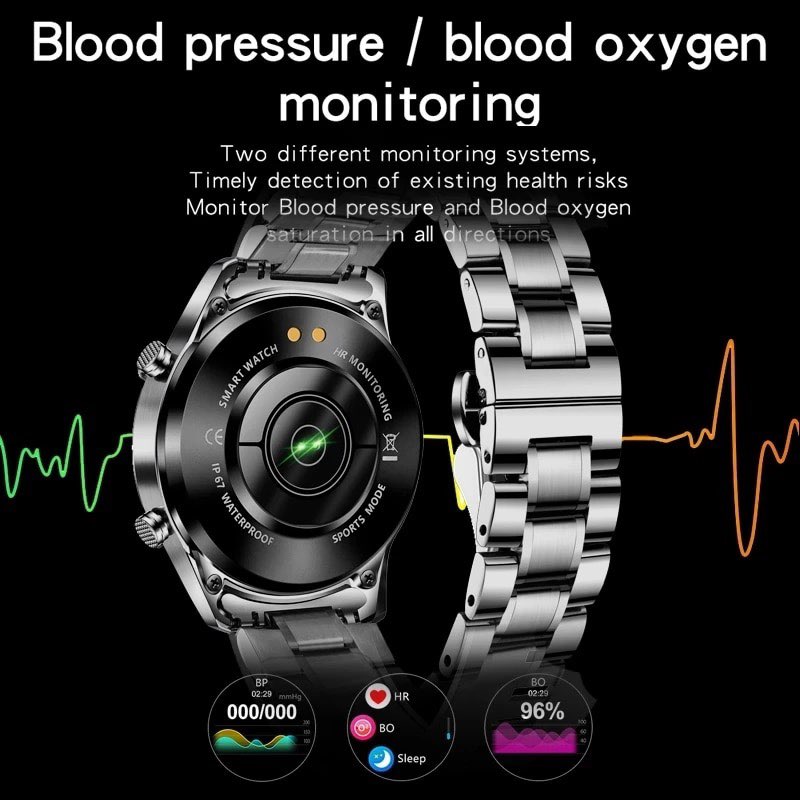 Blood pressure / blood oxygen
monitoring
Two different monitoring systems,
Timely detection of existing health risks
Monitor Blood pressure and Blood oxygen
saturation in all directions
SMART WATCH
HR MONITORING
CE
IP67 WATERPROOF
SPORTS MODE
BP
02:29
mmHg
000/000
200
100
HR
BO
Sleep
BO
02:29
96%
100
60
40